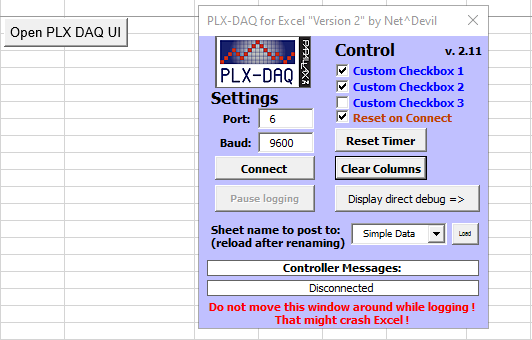 Open PLX DAQ UI
PLX-DAQ for Excel "Version 2" by Net^Devil
PLX-DAQ
PARALLAX
Control v. 2.11
Custom Checkbox 1
Custom Checkbox 2
Custom Checkbox 3
Reset on Connect
Settings
Port: 6
Baud: 9600
Reset Timer
Connect
Clear Columns
Pause logging
Display direct debug =>
Sheet name to post to:
(reload after renaming)
Simple Data
Load
Controller Messages:
Disconnected
Do not move this window around while logging !
That might crash Excel !